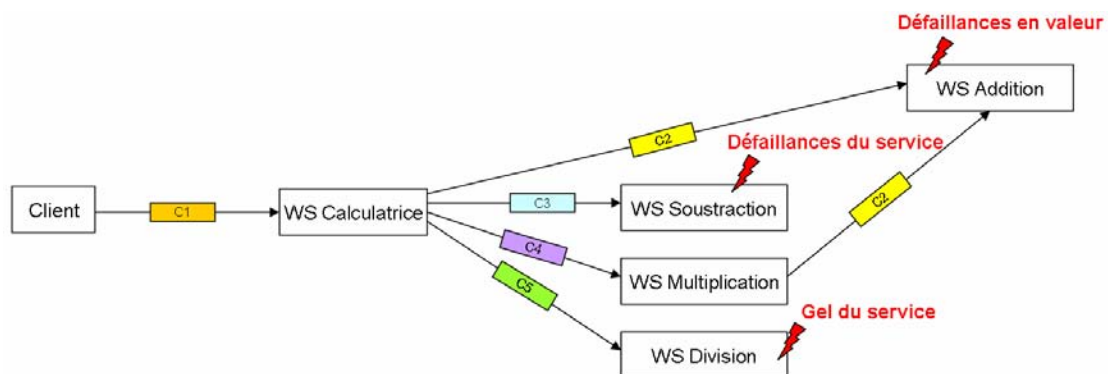 Défaillances en valeur
WS Addition
C2
Défaillances du service
Client
C1
WS Calculatrice
C3
WS Soustraction
C2
C4
WS Multiplication
C5
Gel du service
WS Division